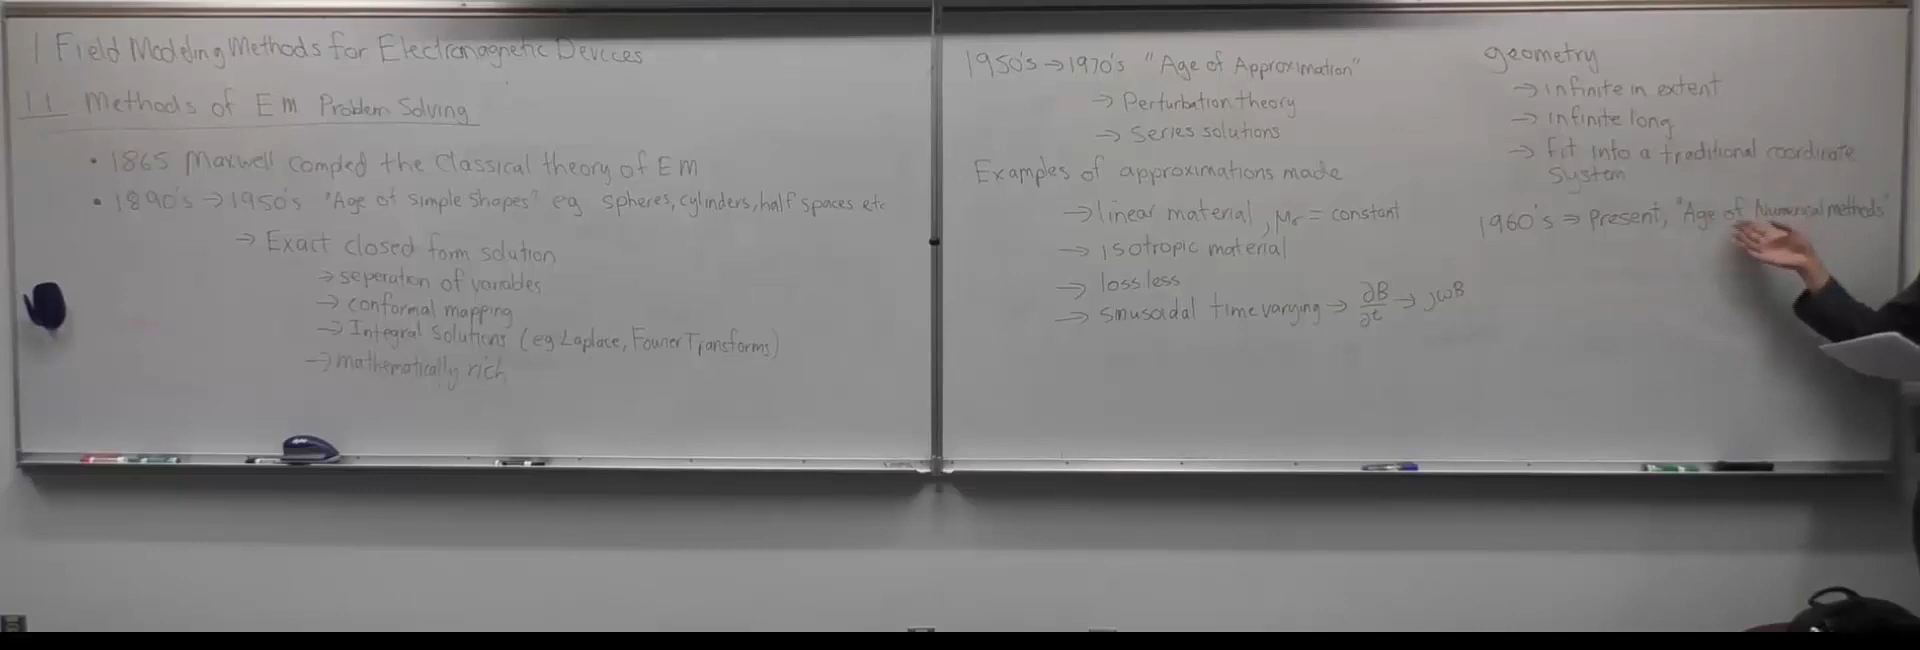 1 Field Modeling Methods for Electromagnetic Devices
1.1 Methods of EM Problem Solving
• 1865 Maxwell compled the Classical theory of EM
• 1890's → 1950's "Age of simple shapes" eg spheres, cylinders, half spaces etc
→ Exact closed form solution
→ seperation of variables
→ conformal mapping
→ Integral solutions (eg Laplace, Fourier Transforms)
→ mathematically rich
1950's → 1970's "Age of Approximation"
→ Perturbation theory
→ series solutions
Examples of approximations made
→ linear material, μr = constant
→ isotropic material
→ lossless
→ sinusoidal time varying → ∂B/∂t → jωB
geometry
→ infinite in extent
→ infinite long
→ fit into a traditional coordinate
system
1960's ⇒ Present, "Age of Numerical methods"